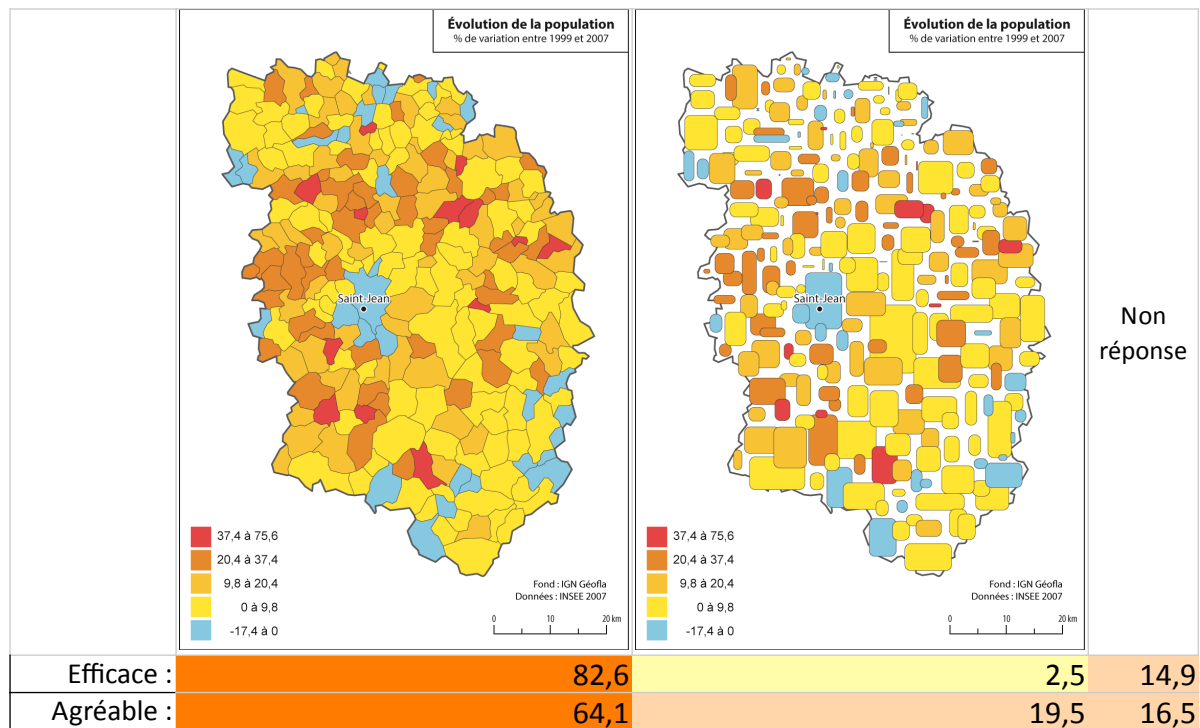 Évolution de la population
% de variation entre 1999 et 2007
Saint-Jean
37,4 à 75,6
20,4 à 37,4
9,8 à 20,4
0 à 9,8
-17,4 à 0
Fond : IGN Géofla
Données : INSEE 2007
0 10 20 km
Évolution de la population
% de variation entre 1999 et 2007
Saint-Jean
37,4 à 75,6
20,4 à 37,4
9,8 à 20,4
0 à 9,8
-17,4 à 0
Fond : IGN Géofla
Données : INSEE 2007
0 10 20 km
Non
réponse
Efficace : 82,6 2,5 14,9
Agréable : 64,1 19,5 16,5